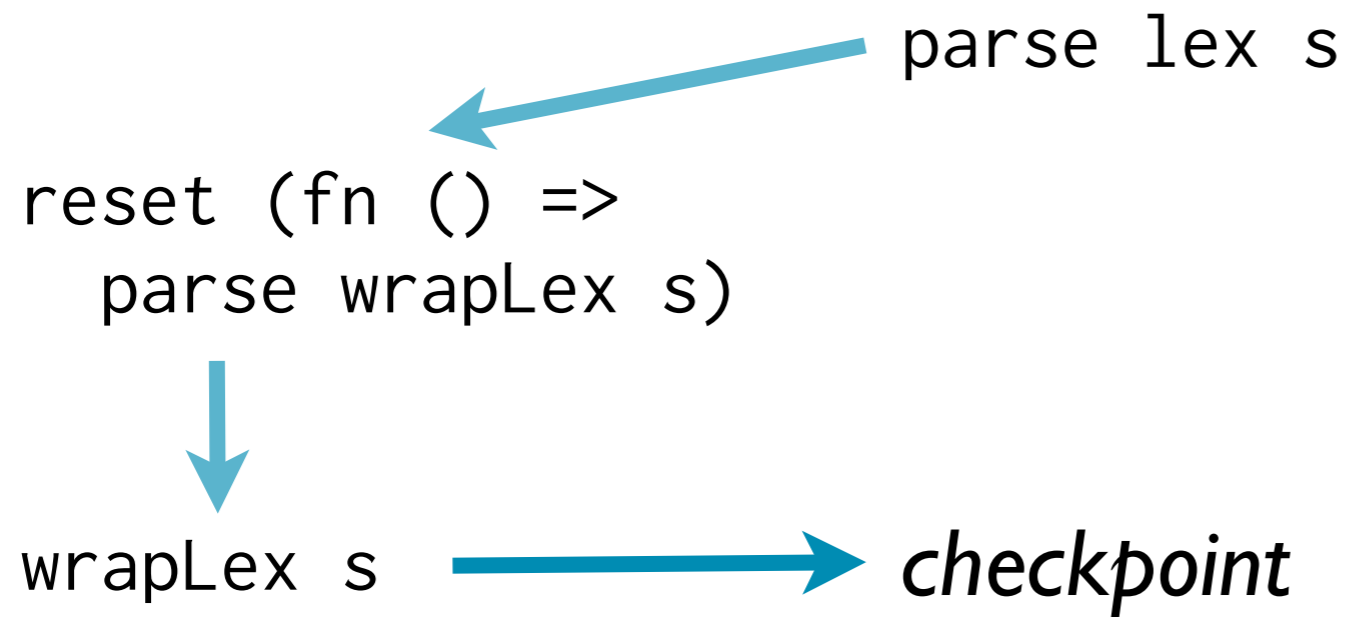 parse lex s
reset (fn () =>
  parse wrapLex s)
wrapLex s
checkpoint